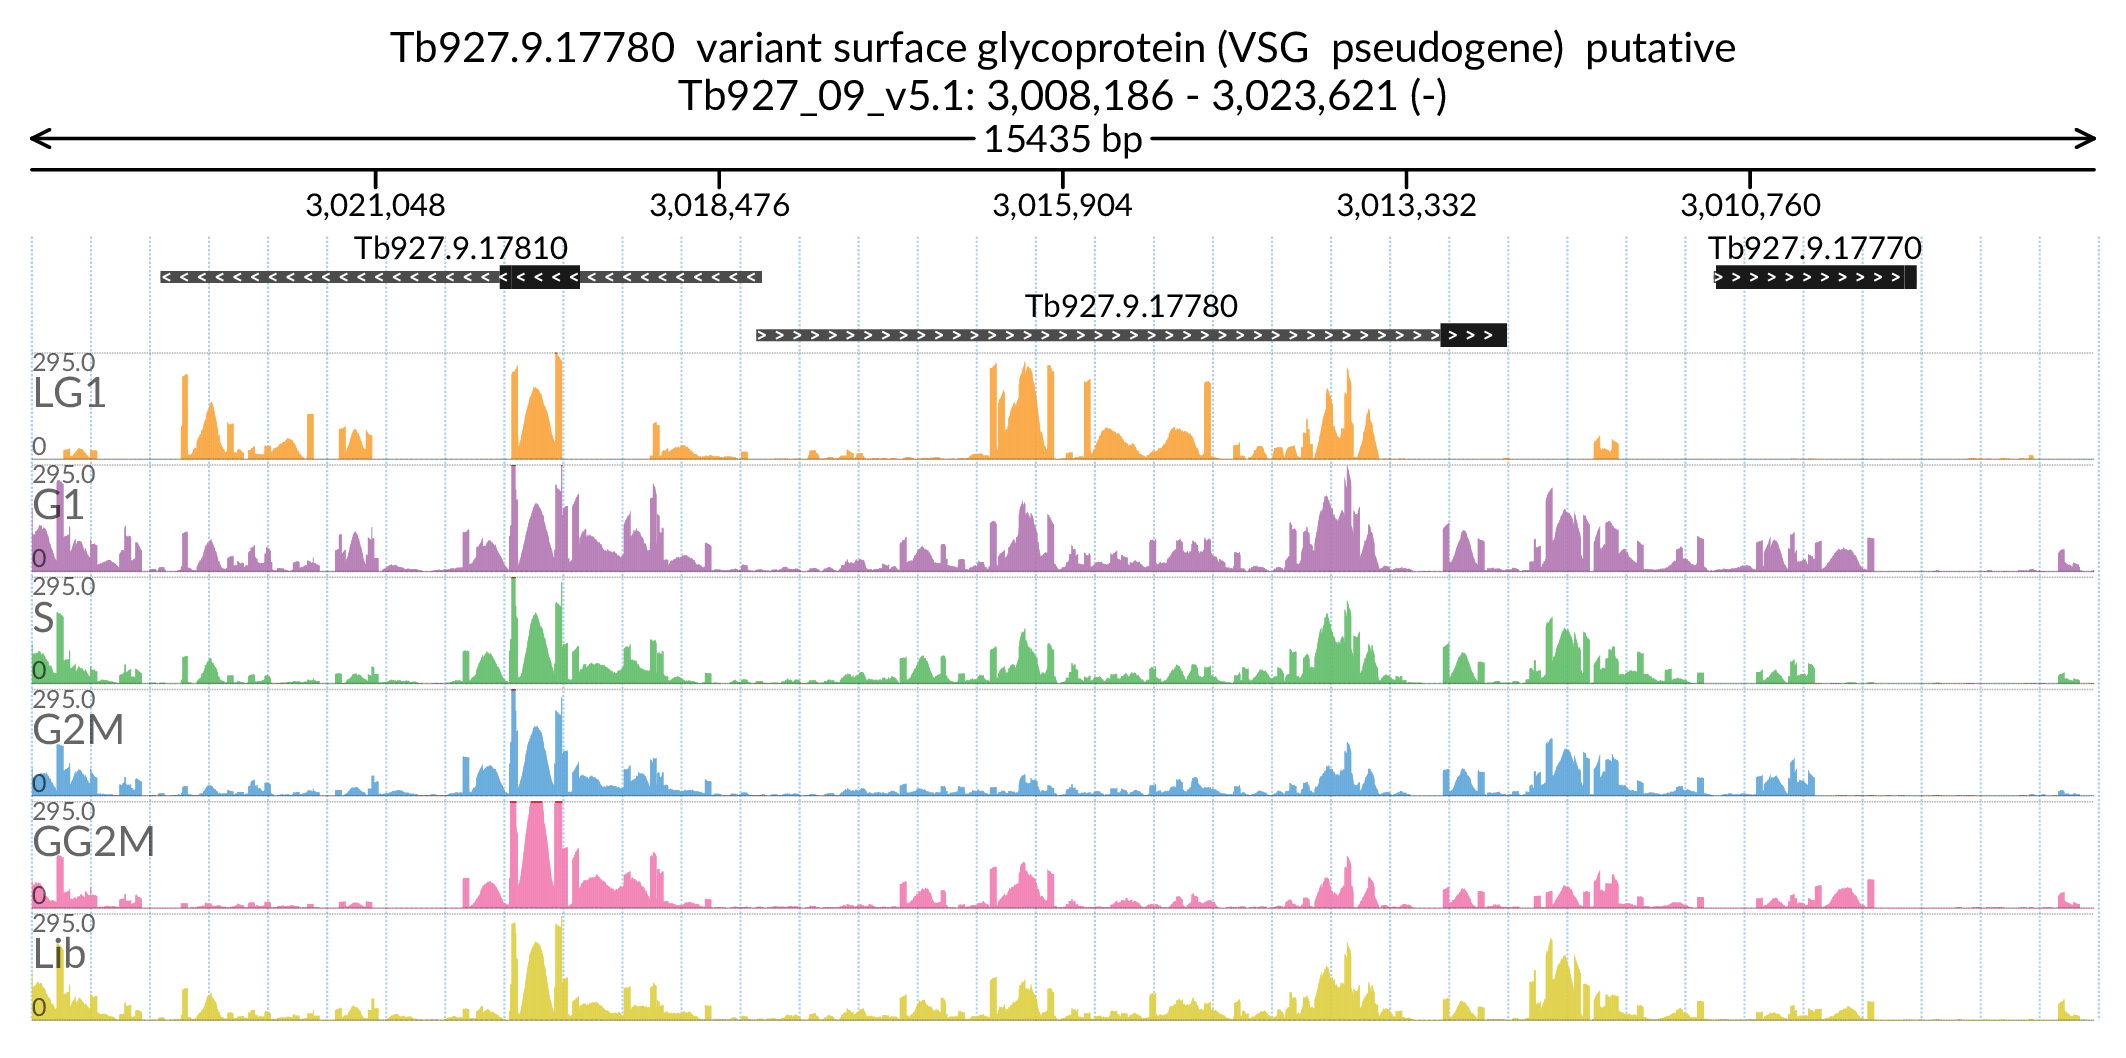 Tb927.9.17780  variant surface glycoprotein (VSG  pseudogene)  putative
Tb927_09_v5.1: 3,008,186 - 3,023,621 (-)
15435 bp
3,021,048 3,018,476 3,015,904 3,013,332 3,010,760
Tb927.9.17810 Tb927.9.17770
Tb927.9.17780
295.0
LG1
0
295.0
G1
0
295.0
S
0
295.0
G2M
0
295.0
GG2M
0
295.0
Lib
0